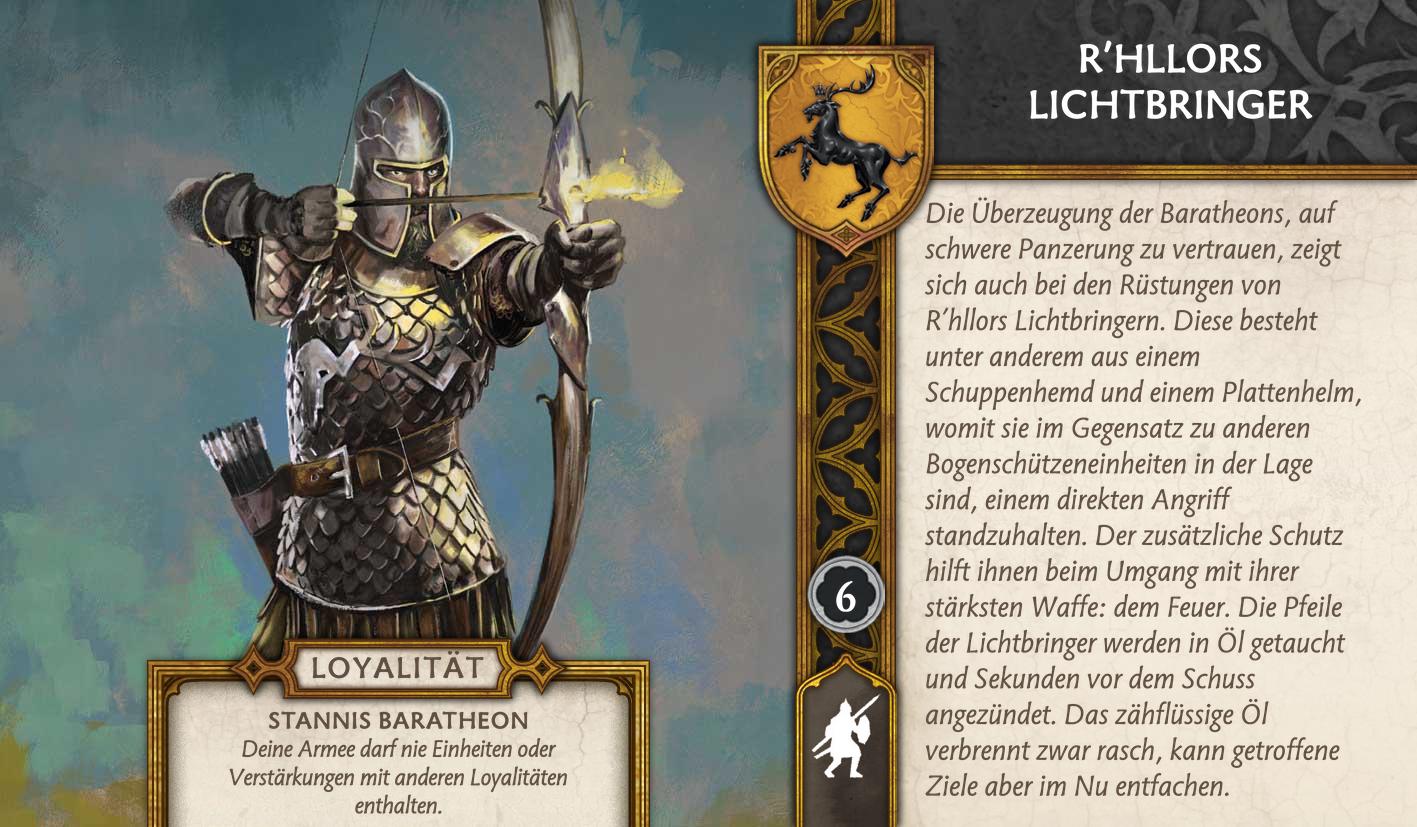 R’HLLORS
LICHTBRINGER
Die Überzeugung der Baratheons, auf
schwere Panzerung zu vertrauen, zeigt
sich auch bei den Rüstungen von
R’hllors Lichtbringern. Diese besteht
unter anderem aus einem
Schuppenhemd und einem Plattenhelm,
womit sie im Gegensatz zu anderen
Bogenschützeneinheiten in der Lage
sind, einem direkten Angriff
standzuhalten. Der zusätzliche Schutz
hilft ihnen beim Umgang mit ihrer
stärksten Waffe: dem Feuer. Die Pfeile
der Lichtbringer werden in Öl getaucht
und Sekunden vor dem Schuss
angezündet. Das zähflüssige Öl
verbrennt zwar rasch, kann getroffene
Ziele aber im Nu entfachen.
6
LOYALITÄT
STANNIS BARATHEON
Deine Armee darf nie Einheiten oder
Verstärkungen mit anderen Loyalitäten
enthalten.